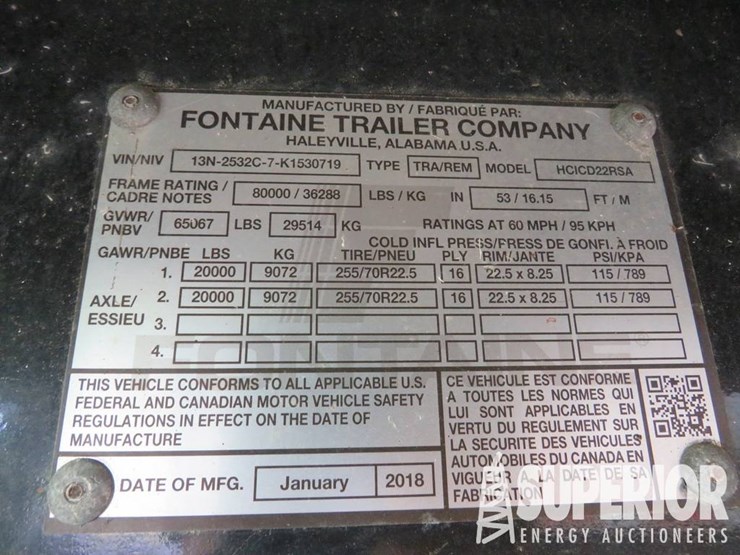 MANUFACTURED BY / FABRIQUÉ PAR:
FONTAINE TRAILER COMPANY
HALEYVILLE, ALABAMA U.S.A.
VIN/NIV 13N-2532C-7-K1530719 TYPE TRA/REM MODEL HCICD22RSA
FRAME RATING / CADRE NOTES 80000 / 36288 LBS / KG IN 53 / 16.15 FT / M
GVWR/ PNBV 65067 LBS 29514 KG RATINGS AT 60 MPH / 95 KPH
COLD INFL PRESS/PRESS DE GONFI. À FROID
GAWR/PNBE LBS KG TIRE/PNEU PLY RIM/JANTE PSI/KPA
1. 20000 9072 255/70R22.5 16 22.5 x 8.25 115 / 789
AXLE/ ESSIEU
2. 20000 9072 255/70R22.5 16 22.5 x 8.25 115 / 789
3.
4.
FONTAINE ®
THIS VEHICLE CONFORMS TO ALL APPLICABLE U.S.
FEDERAL AND CANADIAN MOTOR VEHICLE SAFETY
REGULATIONS IN EFFECT ON THE DATE OF
MANUFACTURE
CE VEHICULE EST CONFORME
A TOUTES LES NORMES QUI
LUI SONT APPLICABLES EN
VERTU DU REGULEMENT SUR
LA SECURITE DES VEHICULES
AUTOMOBILES DU CANADA EN
VIGUEUR A LA DATE DE SA
FABRICATION
DATE OF MFG. January 2018
SUPERIOR
ENERGY AUCTIONEERS